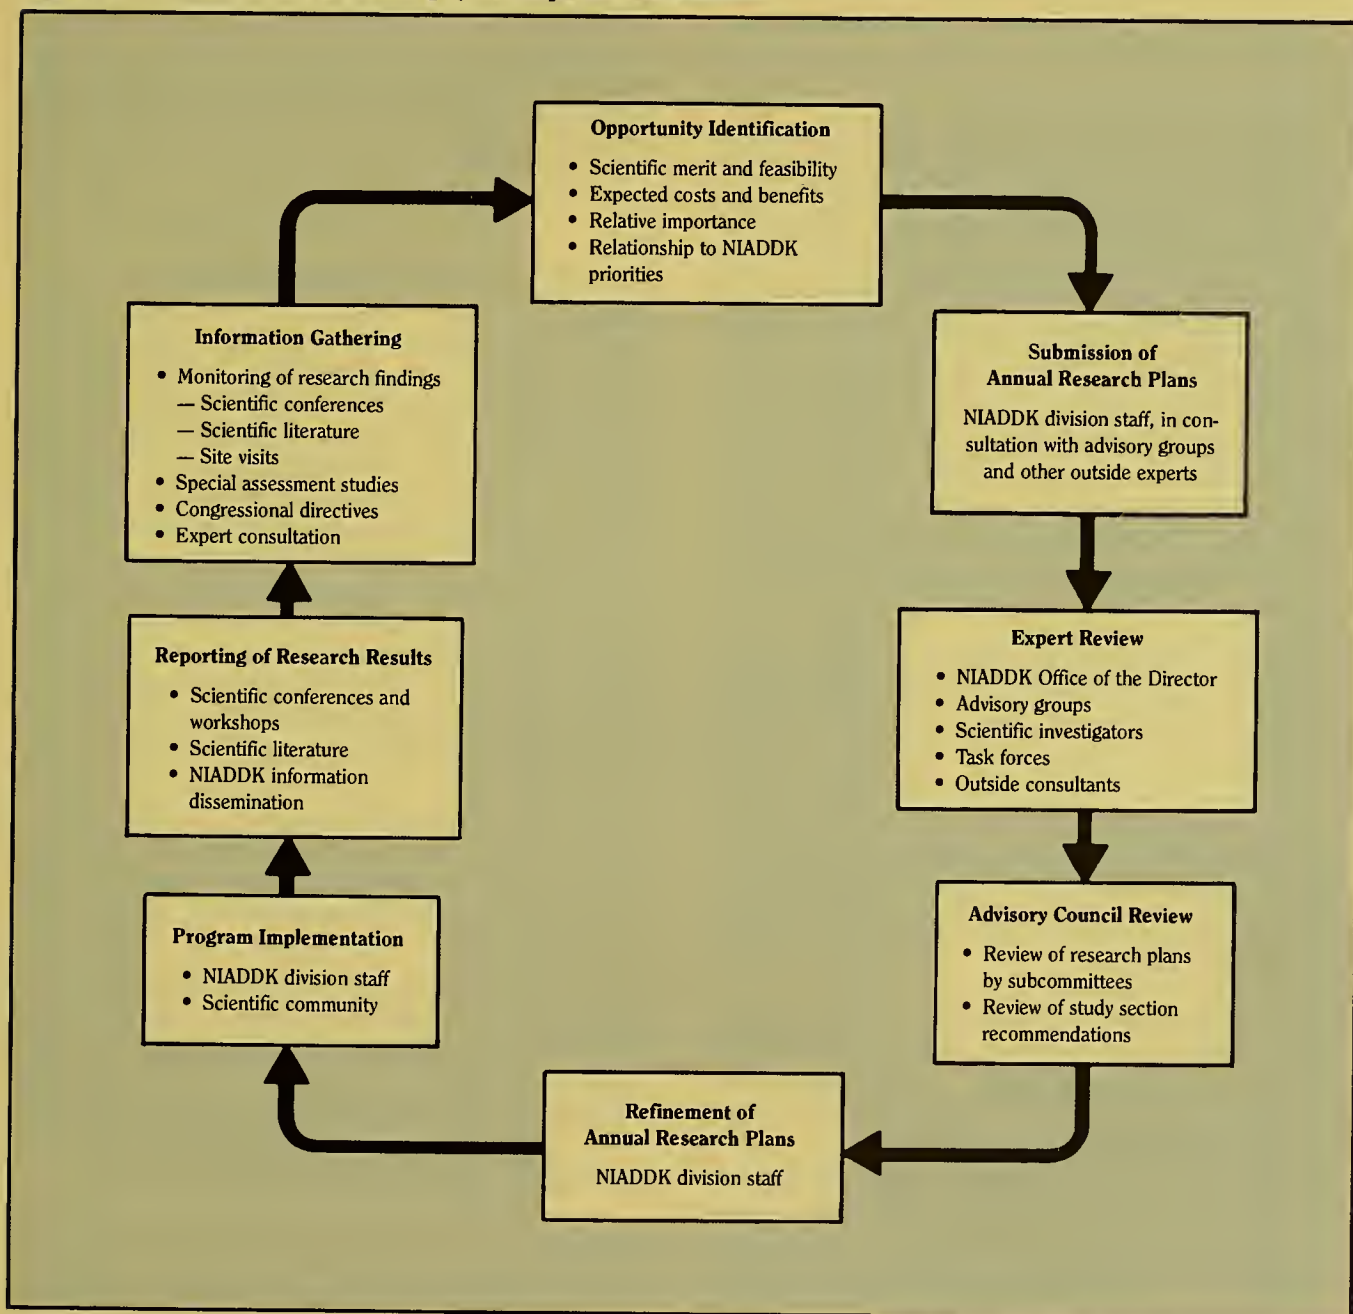 Opportunity Identification
• Scientific merit and feasibility
• Expected costs and benefits
• Relative importance
• Relationship to NIADDK
priorities
Submission of
Annual Research Plans
NIADDK division staff, in con-
sultation with advisory groups
and other outside experts
Expert Review
• NIADDK Office of the Director
• Advisory groups
• Scientific investigators
• Task forces
• Outside consultants
Advisory Council Review
• Review of research plans
by subcommittees
• Review of study section
recommendations
Refinement of
Annual Research Plans
NIADDK division staff
Program Implementation
• NIADDK division staff
• Scientific community
Reporting of Research Results
• Scientific conferences and
workshops
• Scientific literature
• NIADDK information
dissemination
Information Gathering
• Monitoring of research findings
— Scientific conferences
— Scientific literature
— Site visits
• Special assessment studies
• Congressional directives
• Expert consultation